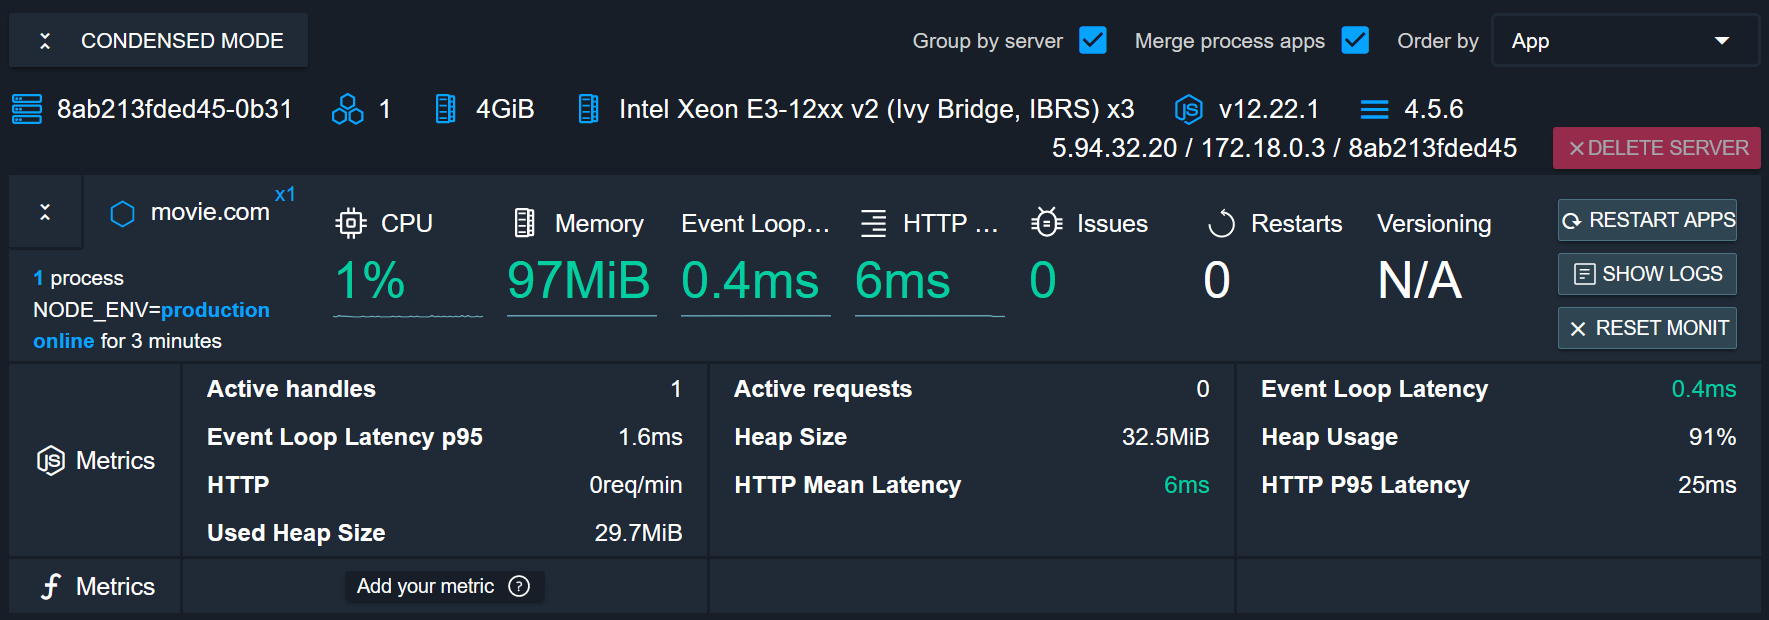 CONDENSED MODE
Group by server
Merge process apps
Order by
App
8ab213fded45-0b31
1
4GiB
Intel Xeon E3-12xx v2 (Ivy Bridge, IBRS) x3
v12.22.1
4.5.6
5.94.32.20 / 172.18.0.3 / 8ab213fded45
DELETE SERVER
movie.com x1
1 process
NODE_ENV=production
online for 3 minutes
CPU
1%
Memory
97MiB
Event Loop...
0.4ms
HTTP ...
6ms
Issues
0
Restarts
0
Versioning
N/A
RESTART APPS
SHOW LOGS
RESET MONIT
JS Metrics
Active handles 1
Event Loop Latency p95 1.6ms
HTTP 0req/min
Used Heap Size 29.7MiB
Active requests 0
Heap Size 32.5MiB
HTTP Mean Latency 6ms
Event Loop Latency 0.4ms
Heap Usage 91%
HTTP P95 Latency 25ms
Metrics
Add your metric ?